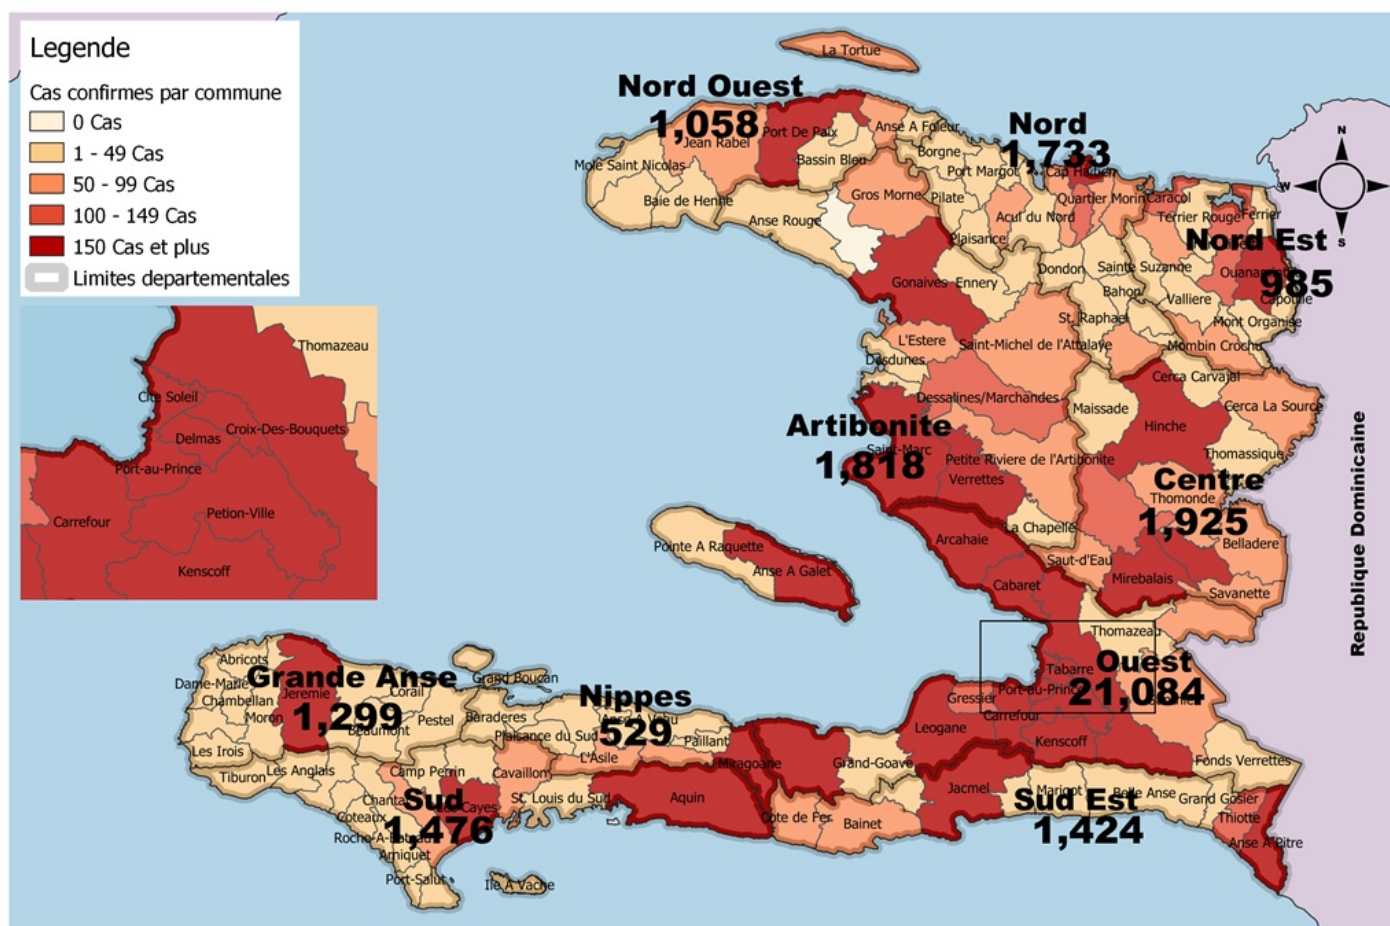 Legende
Cas confirmes par commune
0 Cas
1 - 49 Cas
50 - 99 Cas
100 - 149 Cas
150 Cas et plus
Limites departementales
Thomazeau
Cite Soleil
Croix-Des-Bouquets
Delmas
Port-au-Prince
Petion-Ville
Carrefour
Kenscoff
La Tortue
Nord Ouest
1,058
Port De Paix
Jean Rabel
Anse A Foleur
Mole Saint Nicolas
Bassin Bleu
Baie de Henne
Anse Rouge
Nord
1,733
Cap Haitien
Borgne
Port Margot
Pilate
Quartier Morin
Caracol
Acul du Nord
Plaisance
Terrier Rouge
Ferrier
N
W
S
Nord Est
985
Capotille
Gros Morne
Gonaives
Ennery
Dondon
Sainte Suzanne
Bahon
Valliere
St. Raphael
Mont Organise
Mombin Crochu
L'Estere
Saint-Michel de l'Attalaye
Desdunes
Dessalines/Marchandes
Cerca Carvajal
Maissade
Cerca La Source
Hinche
Artibonite
1,818
Saint-Marc
Petite Riviere de l'Artibonite
Verrettes
Thomassique
Centre
Thomonde
1,925
La Chapelle
Belladere
Saut-d'Eau
Mirebalais
Savanette
Arcahaie
Cabaret
Pointe A Raquette
Anse A Galet
Republique Dominicaine
Thomazeau
Tabarre
Ouest
21,084
Port-au-Prince
Gressier
Carrefour
Leogane
Kenscoff
Fonds Verrettes
Abricots
Grande Anse
1,299
Dame-Marie
Chambellan
Jeremie
Corail
Moron
Pestel
Beaumont
Les Irois
Grand Boucan
Nippes
529
Baraderes
Plaisance du Sud
Paillant
L'Asile
Miragoane
Grand-Goave
Tiburon
Les Anglais
Camp Perrin
Cavaillon
Sud
1,476
St. Louis du Sud
Aquin
Coteaux
Arniquet
Port-Salut
Ile A Vache
Cote de Fer
Bainet
Jacmel
Sud Est
1,424
Marigot
Belle Anse
Grand Gosier
Thiotte
Anse A Pitre